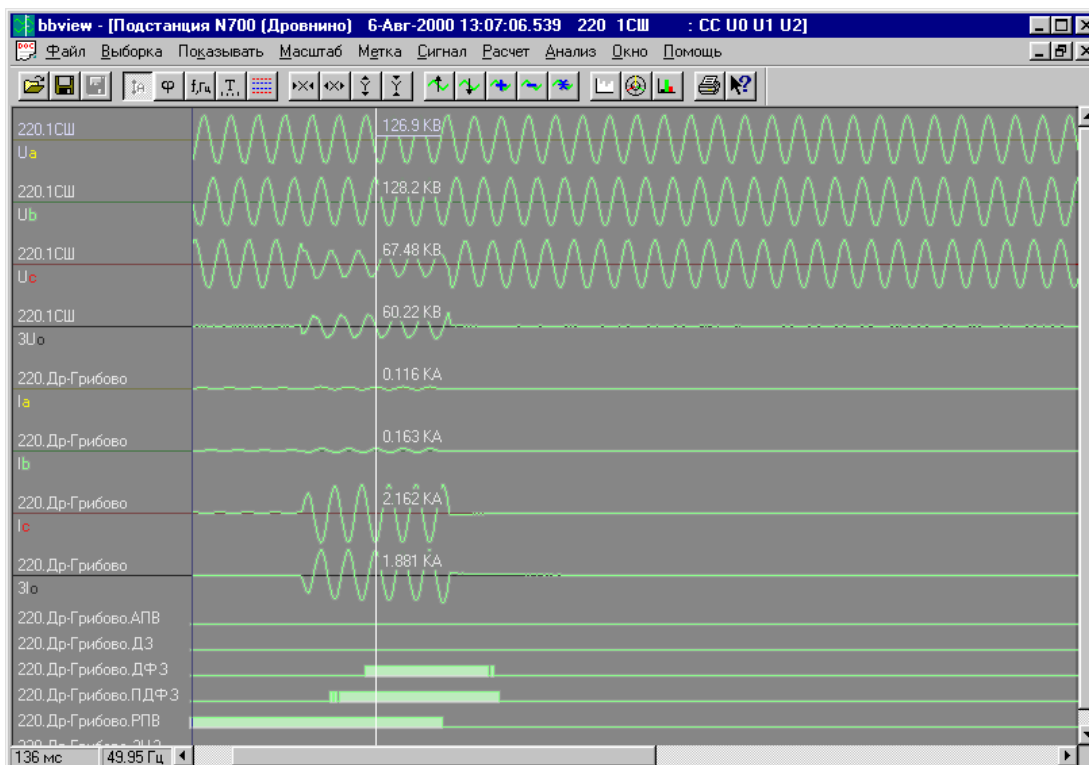 bbview - [Подстанция N700 (Дровнино) 6-Авг-2000 13:07:06.539 220 1СШ : CC U0 U1 U2]
Файл Выборка Показывать Масштаб Метка Сигнал Расчет Анализ Окно Помощь
φ f,Гц T
220.1СШ 126.9 КВ
Ua
220.1СШ 128.2 КВ
Ub
220.1СШ 67.48 КВ
Uc
220.1СШ 60.22 КВ
3Uo
220.Др-Грибово 0.116 КА
Ia
220.Др-Грибово 0.163 КА
Ib
220.Др-Грибово 2.162 КА
Ic
220.Др-Грибово 1.881 КА
3Io
220.Др-Грибово.АПВ
220.Др-Грибово.ДЗ
220.Др-Грибово.ДФЗ
220.Др-Грибово.ПДФЗ
220.Др-Грибово.РПВ
136 мс 49.95 Гц